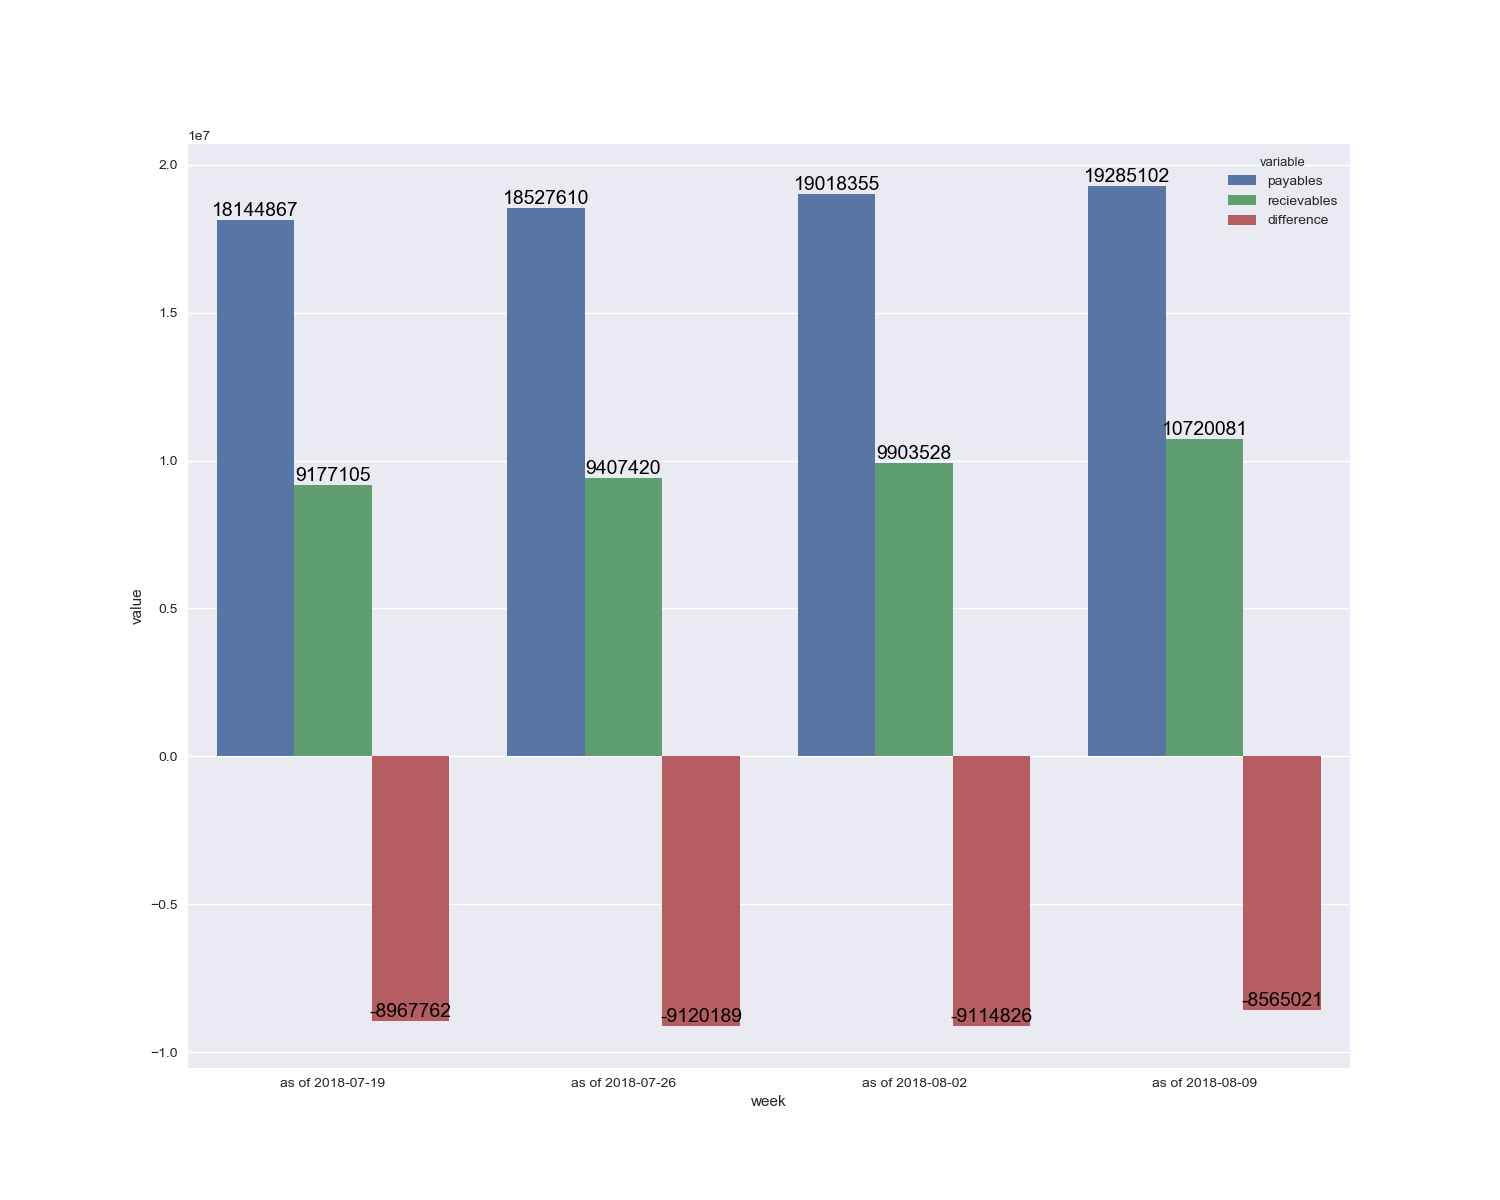 1e7
2.0
1.5
1.0
0.5
0.0
−0.5
−1.0
value
variable
payables
recievables
difference
18144867
18527610
19018355
19285102
9177105
9407420
9903528
10720081
-8967762
-9120189
-9114826
-8565021
as of 2018-07-19
as of 2018-07-26
as of 2018-08-02
as of 2018-08-09
week